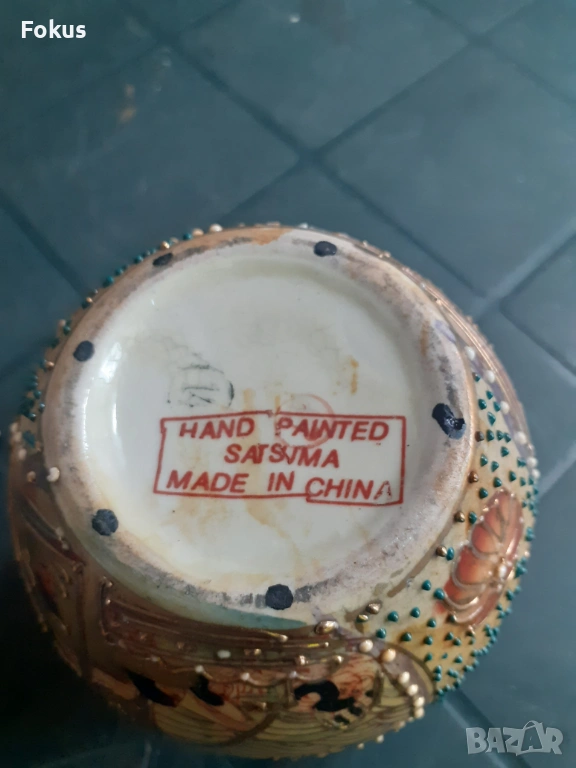 Fokus
HAND PAINTED
SATSUMA
MADE IN CHINA
BAZAR